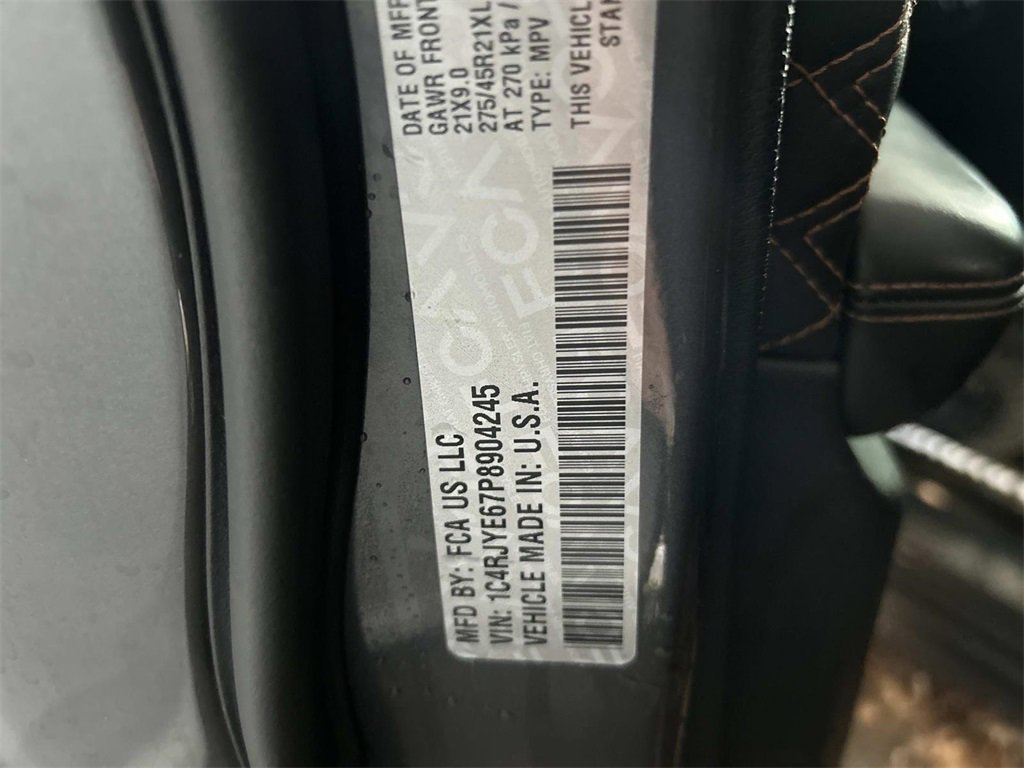 MFD BY: FCA US LLC
DATE OF MFR
GAWR FRONT
21X9.0
275/45R21XL
AT 270 kPa /
TYPE: MPV
VIN: 1C4RJYE67P8904245
VEHICLE MADE IN: U.S.A.
THIS VEHICLE
STAN